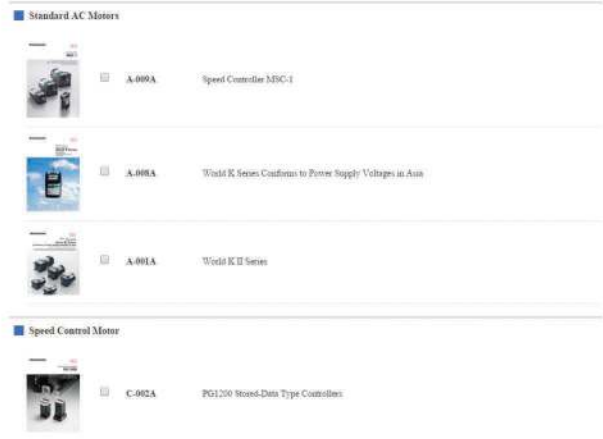 Standard AC Motors
A-009A Speed Controller MSC-1
A-008A World K Series Conforms to Power Supply Voltages in Asia
A-001A World K II Series
Speed Control Motor
C-002A PG1200 Stored-Data Type Controllers